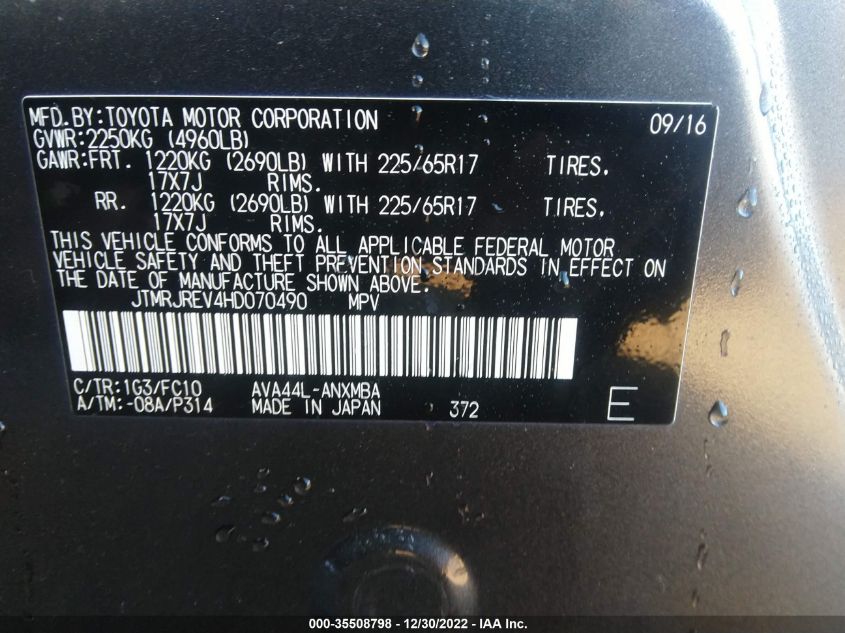 MFD.BY:TOYOTA MOTOR CORPORATION 09/16
GVWR:2250KG (4960LB)
GAWR:FRT. 1220KG (2690LB) WITH 225/65R17 TIRES.
17X7J RIMS.
RR. 1220KG (2690LB) WITH 225/65R17 TIRES.
17X7J RIMS.
THIS VEHICLE CONFORMS TO ALL APPLICABLE FEDERAL MOTOR
VEHICLE SAFETY AND THEFT PREVENTION STANDARDS IN EFFECT ON
THE DATE OF MANUFACTURE SHOWN ABOVE.
JTMRJREV4HD070490 MPV
C/TR:1G3/FC10 AVA44L-ANXMBA
A/TM:-08A/P314 MADE IN JAPAN 372 E
000-35508798 - 12/30/2022 - IAA Inc.